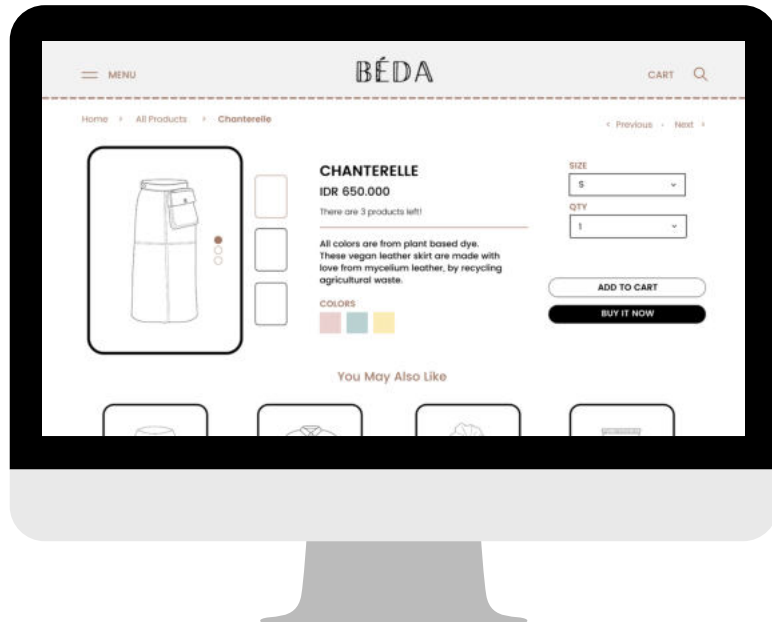 MENU
BÉDA
CART
Home > All Products > Chanterelle
< Previous - Next >
CHANTERELLE
IDR 650.000
There are 3 products left!
All colors are from plant based dye.
These vegan leather skirt are made with
love from mycelium leather, by recycling
agricultural waste.
COLORS
SIZE
S
QTY
1
ADD TO CART
BUY IT NOW
You May Also Like